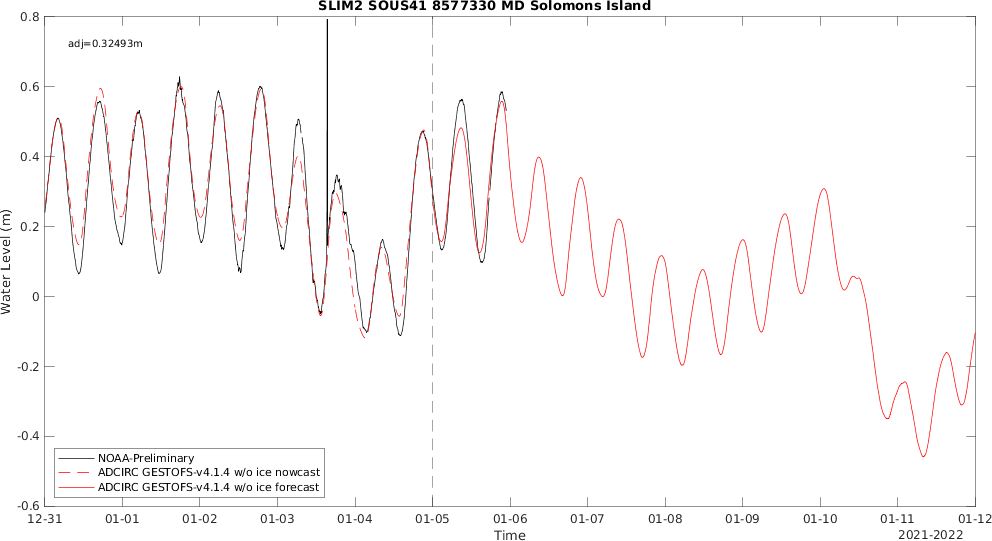 SLIM2 SOUS41 8577330 MD Solomons Island
adj=0.32493m
0.8
0.6
0.4
0.2
0
-0.2
-0.4
-0.6
Water Level (m)
NOAA-Preliminary
ADCIRC GESTOFS-v4.1.4 w/o ice nowcast
ADCIRC GESTOFS-v4.1.4 w/o ice forecast
12-31 01-01 01-02 01-03 01-04 01-05 01-06 01-07 01-08 01-09 01-10 01-11 01-12
Time
2021-2022